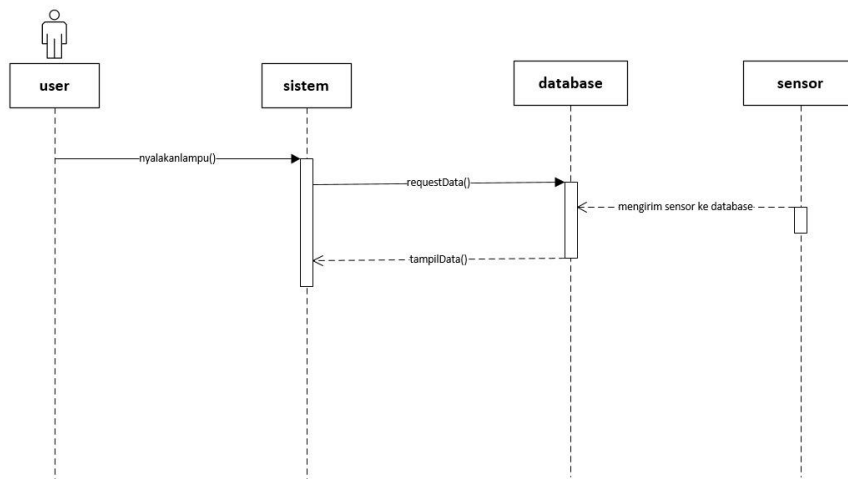 user
sistem
database
sensor
nyalakanlampu()
requestData()
mengirim sensor ke database
tampilData()